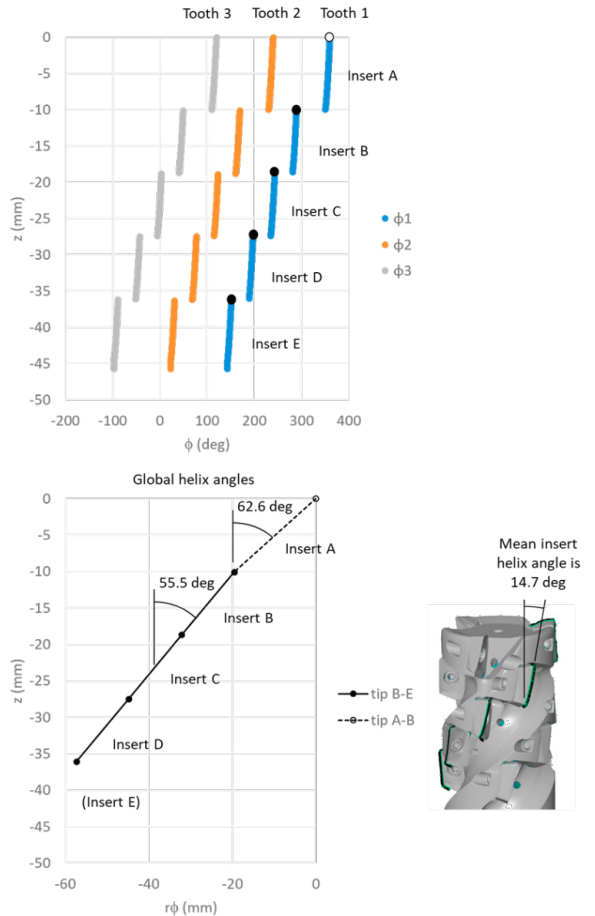 Tooth 3 Tooth 2 Tooth 1
0
-5
-10
-15
-20
-25
-30
-35
-40
-45
-50
z (mm)
Insert A
Insert B
Insert C
Insert D
Insert E
-200 -100 0 100 200 300 400
ϕ (deg)
ϕ1
ϕ2
ϕ3
Global helix angles
0
-5
-10
-15
-20
-25
-30
-35
-40
-45
-50
z (mm)
62.6 deg
Insert A
55.5 deg
Insert B
Insert C
Insert D
(Insert E)
-60 -40 -20 0
rϕ (mm)
tip B-E
tip A-B
Mean insert
helix angle is
14.7 deg